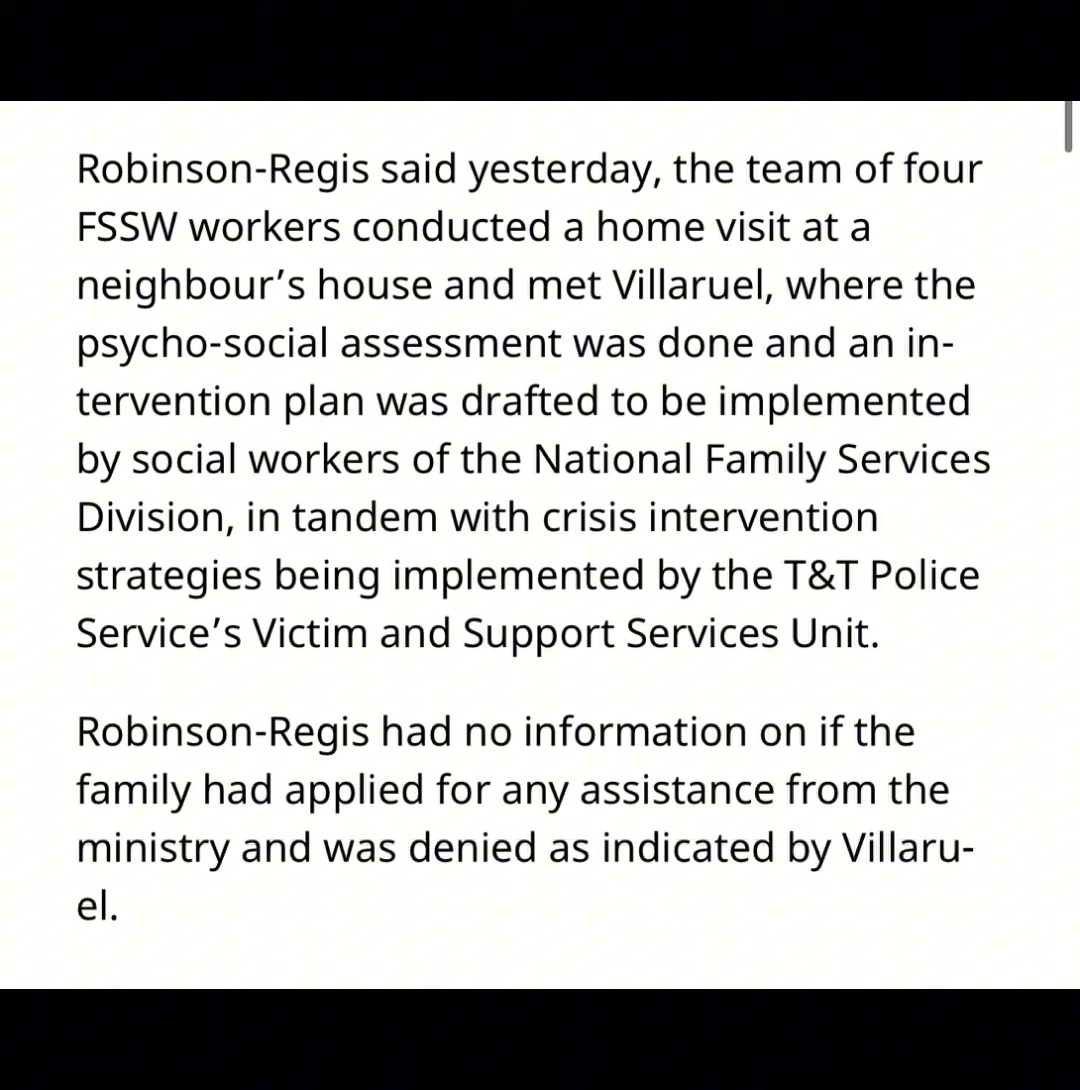 Robinson-Regis said yesterday, the team of four
FSSW workers conducted a home visit at a
neighbour’s house and met Villaruel, where the
psycho-social assessment was done and an in-
tervention plan was drafted to be implemented
by social workers of the National Family Services
Division, in tandem with crisis intervention
strategies being implemented by the T&T Police
Service’s Victim and Support Services Unit.
Robinson-Regis had no information on if the
family had applied for any assistance from the
ministry and was denied as indicated by Villaru-
el.